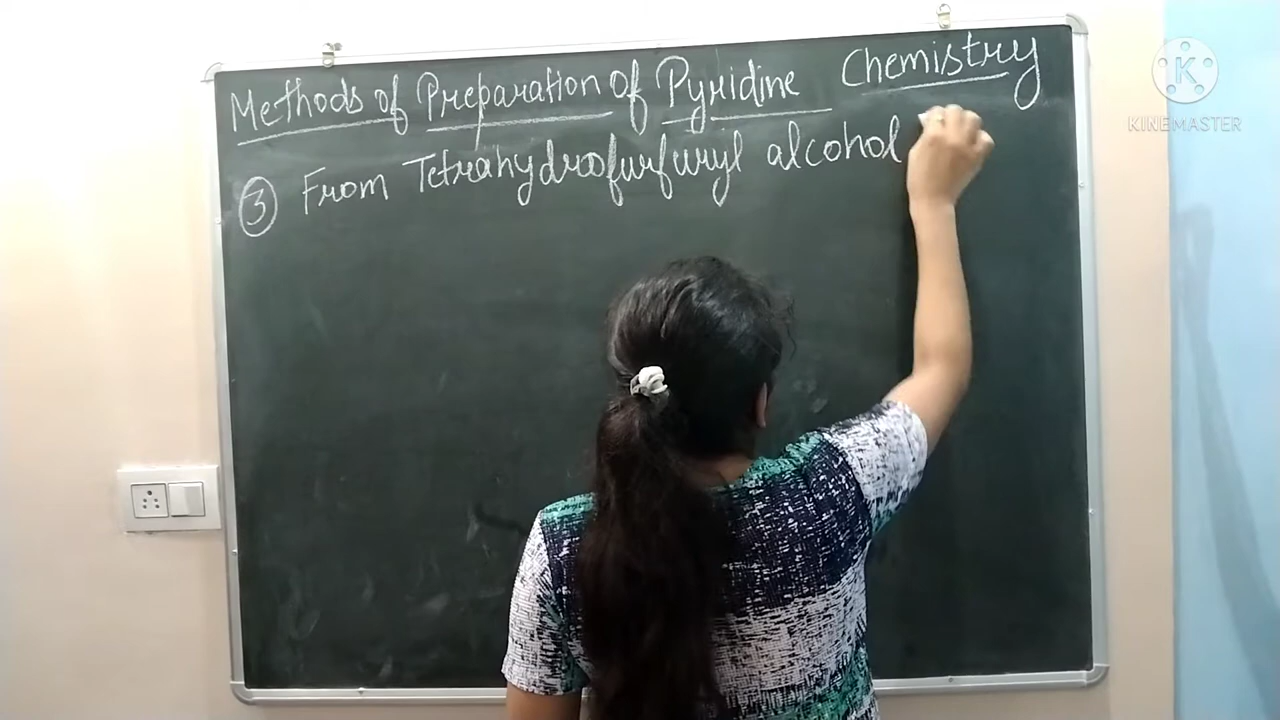 Methods of Preparation of Pyridine Chemistry
③ From Tetrahydrofurfuryl alcohol
K
KINEMASTER